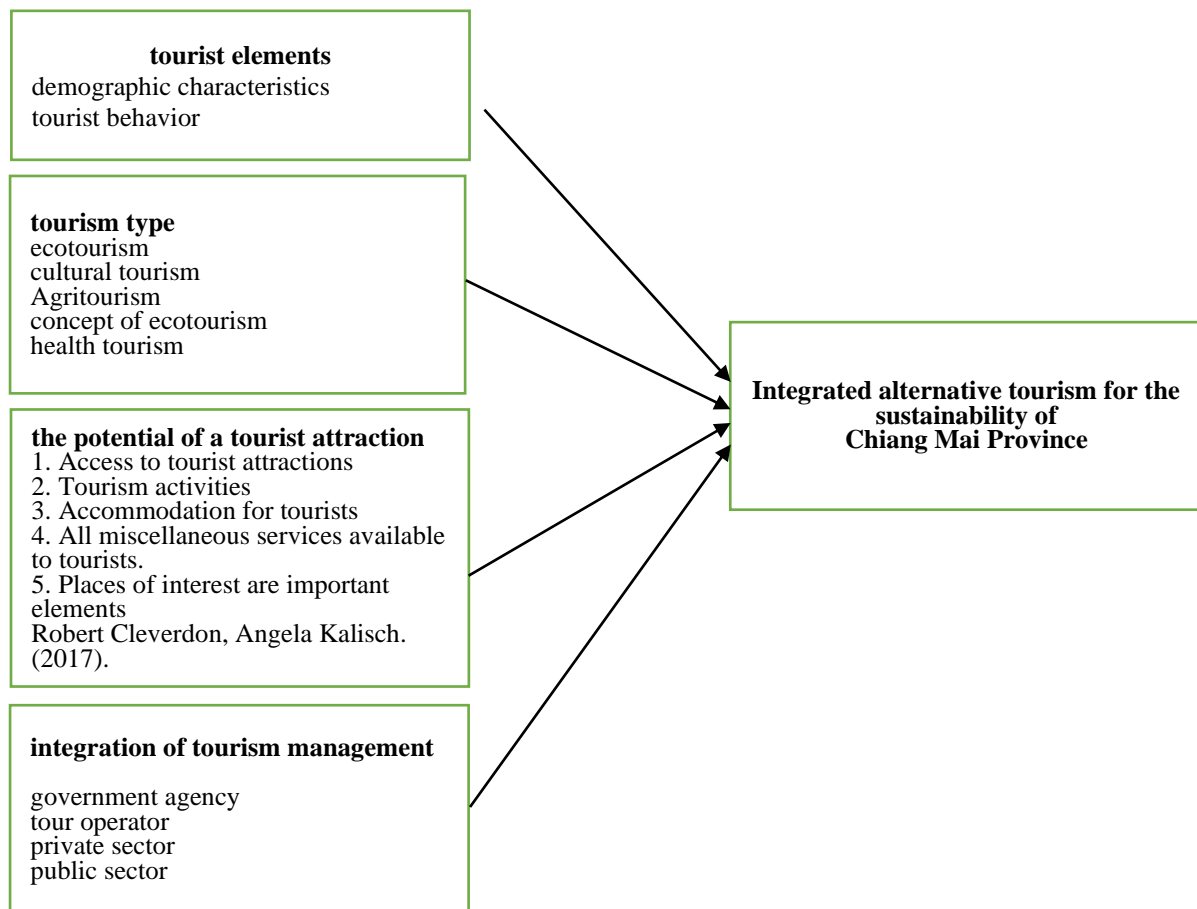 tourist elements
demographic characteristics
tourist behavior
tourism type
ecotourism
cultural tourism
Agritourism
concept of ecotourism
health tourism
the potential of a tourist attraction
1. Access to tourist attractions
2. Tourism activities
3. Accommodation for tourists
4. All miscellaneous services available
to tourists.
5. Places of interest are important
elements
Robert Cleverdon, Angela Kalisch.
(2017).
integration of tourism management
government agency
tour operator
private sector
public sector
Integrated alternative tourism for the
sustainability of
Chiang Mai Province